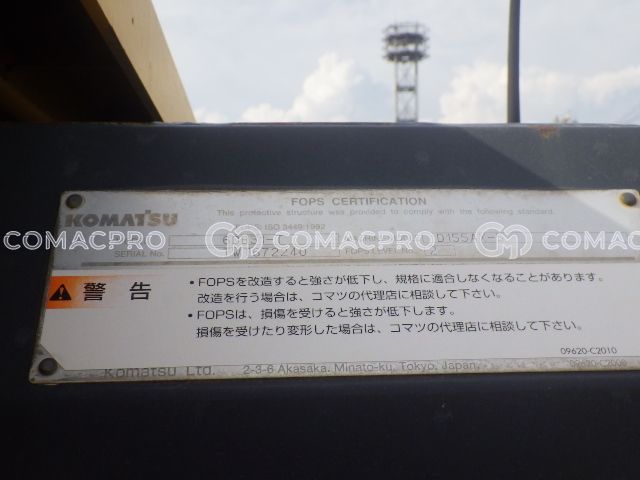 FOPS CERTIFICATION
KOMATSU
This protective structure was provided to comply with the following standard.
ISO 3449:1992
COMACPRO COMACPRO COMACPRO
SERIAL No.
FOPSを改造すると強さが低下し、規格に適合しなくなることがあります。
警告
改造を行う場合は、コマツの代理店に相談して下さい。
FOPSは、損傷を受けると強さが低下します。
損傷を受けたり変形した場合は、コマツの代理店に相談して下さい。
09620-C2010
Komatsu Ltd. 2-3-6 Akasaka, Minato-ku, Tokyo, Japan.